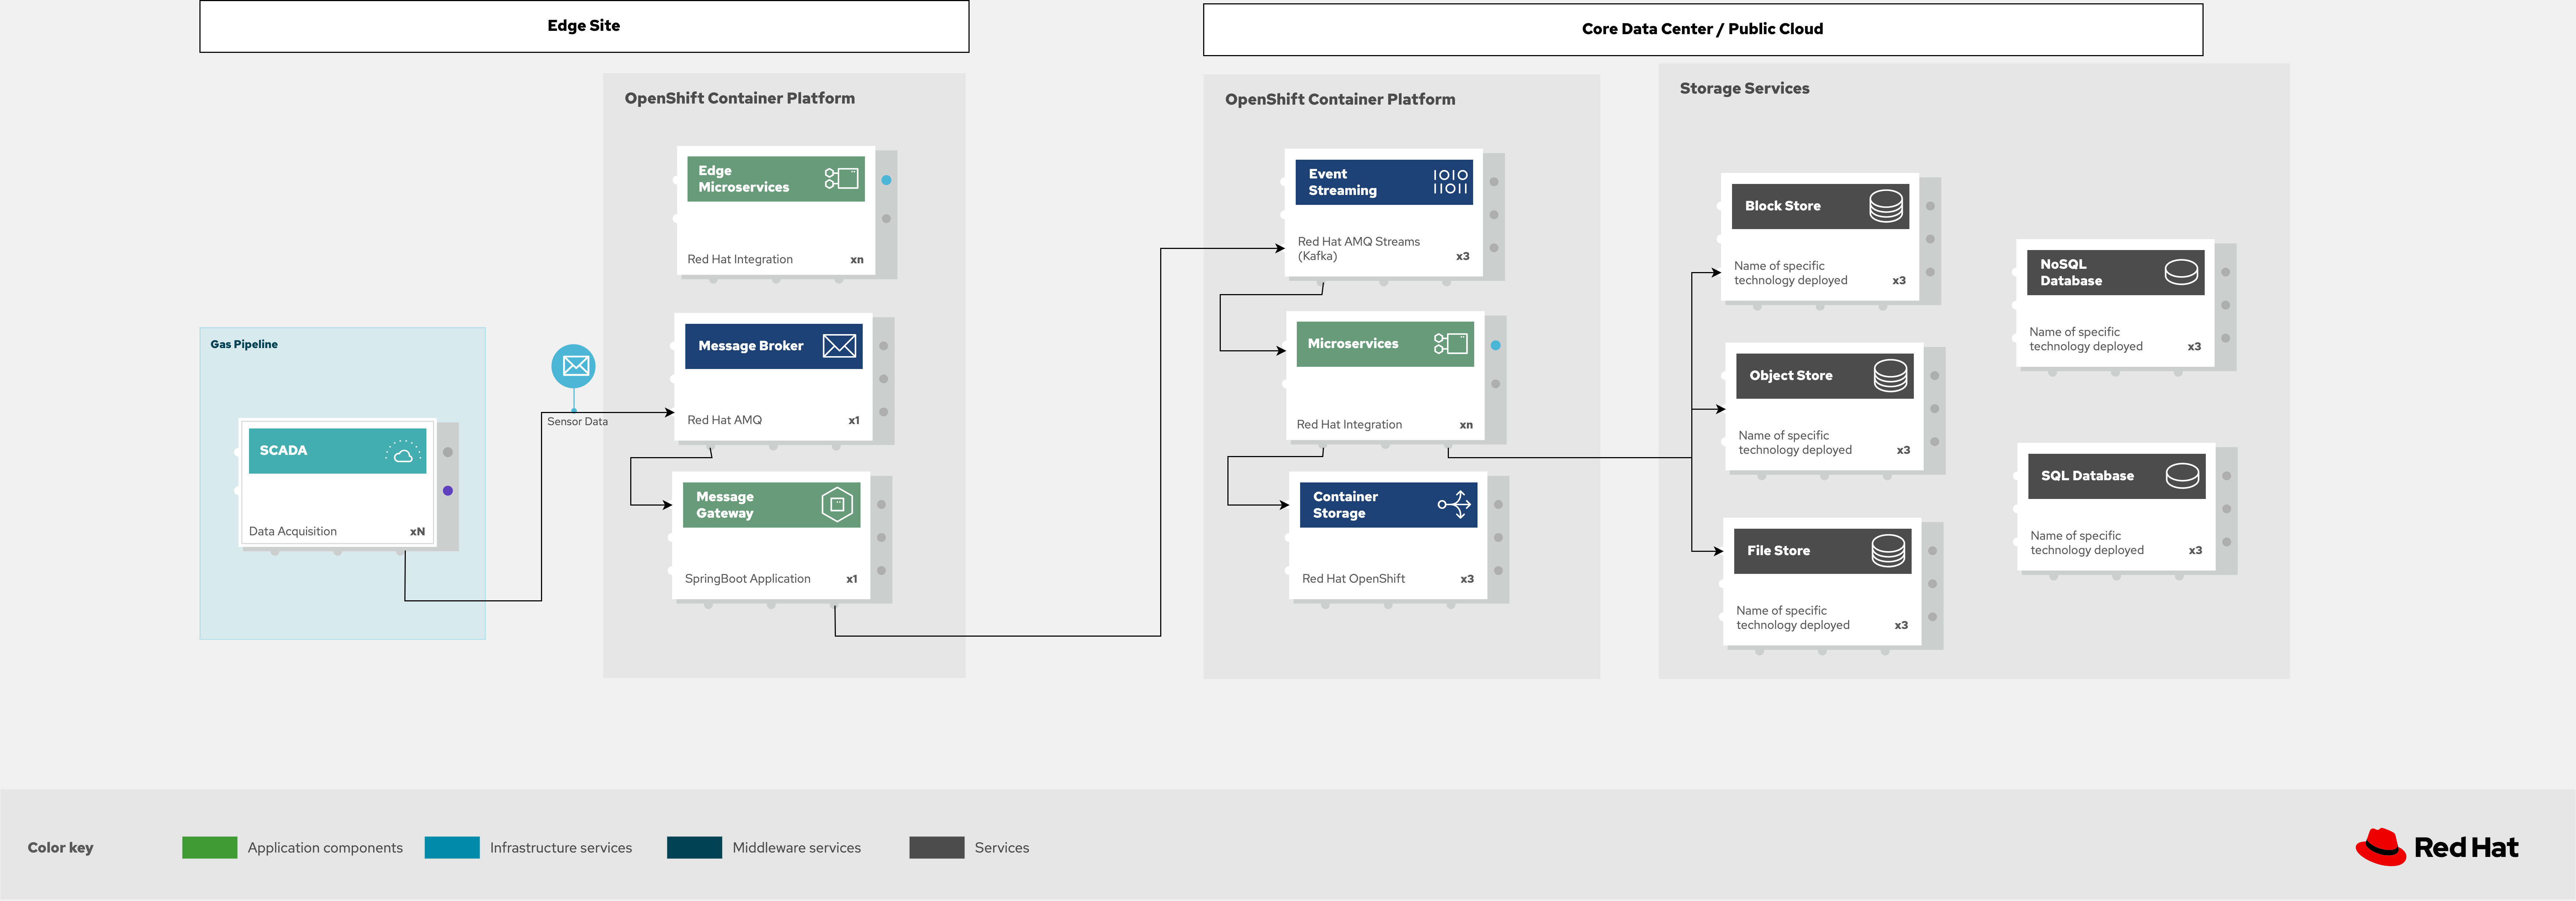 Edge Site
Core Data Center / Public Cloud
OpenShift Container Platform
Edge
Microservices
Red Hat Integration
xn
Gas Pipeline
SCADA
Data Acquisition
xN
Sensor Data
Message Broker
Red Hat AMQ
x1
Message
Gateway
SpringBoot Application
x1
OpenShift Container Platform
Event
Streaming
1010
11011
Red Hat AMQ Streams
(Kafka)
x3
Microservices
Red Hat Integration
xn
Container
Storage
Red Hat OpenShift
x3
Storage Services
Block Store
Name of specific
technology deployed
x3
Object Store
Name of specific
technology deployed
x3
File Store
Name of specific
technology deployed
x3
NoSQL
Database
Name of specific
technology deployed
x3
SQL Database
Name of specific
technology deployed
x3
Color key
Application components
Infrastructure services
Middleware services
Services
Red Hat